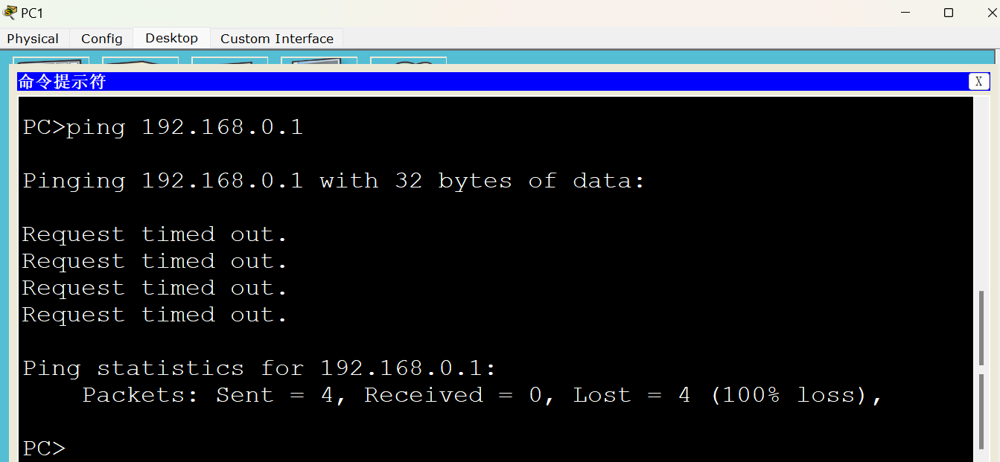 PC1
Physical Config Desktop Custom Interface
命令提示符 X
PC>ping 192.168.0.1
Pinging 192.168.0.1 with 32 bytes of data:
Request timed out.
Request timed out.
Request timed out.
Request timed out.
Ping statistics for 192.168.0.1:
Packets: Sent = 4, Received = 0, Lost = 4 (100% loss),
PC>